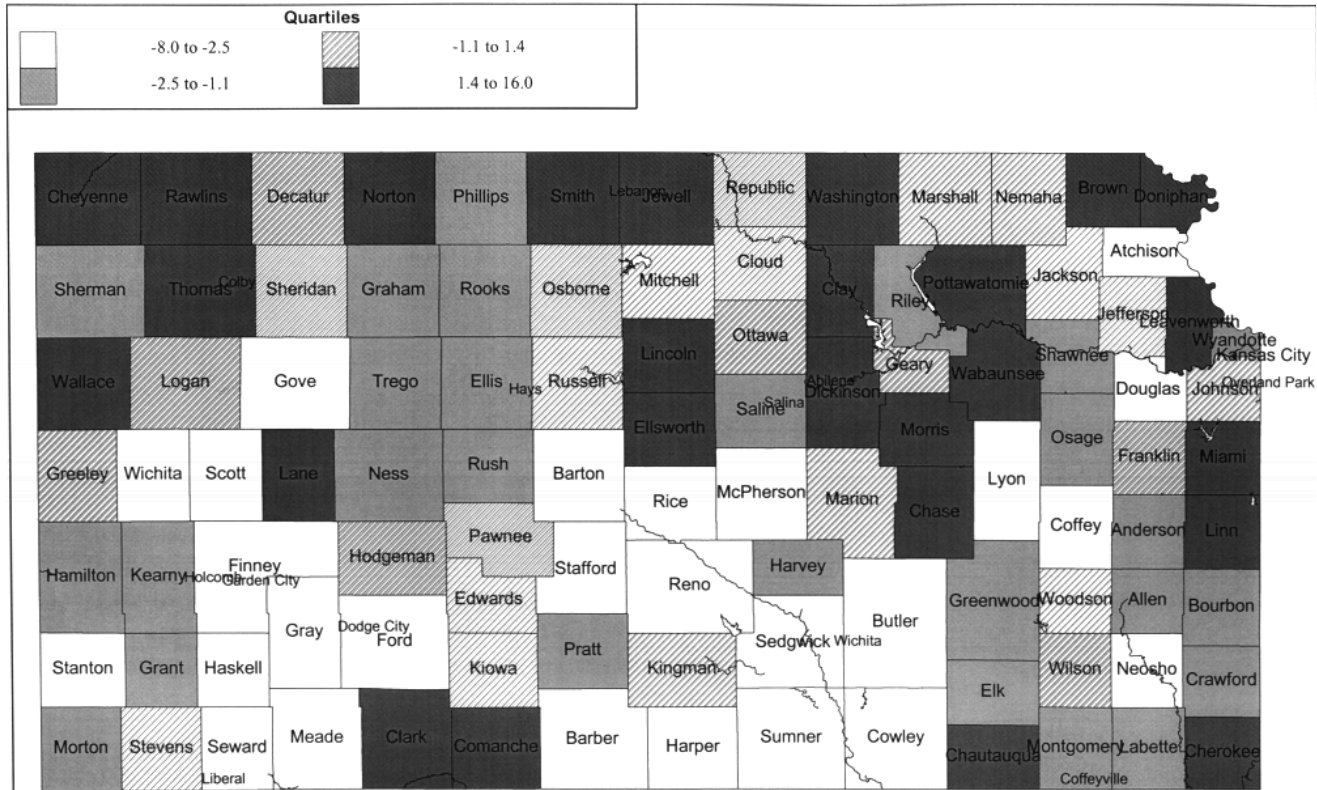 Quartiles
-8.0 to -2.5
-1.1 to 1.4
-2.5 to -1.1
1.4 to 16.0
Cheyenne
Rawlins
Decatur
Norton
Phillips
Smith
Lebanon
Jewell
Republic
Washington
Marshall
Nemaha
Brown
Doniphan
Atchison
Sherman
Thomas
Colby
Sheridan
Graham
Rooks
Osborne
Mitchell
Cloud
Clay
Riley
Pottawatomie
Jackson
Jefferson
Leavenworth
Wyandotte
Kansas City
Ottawa
Wallace
Logan
Gove
Trego
Ellis
Hays
Russell
Lincoln
Saline
Salina
Abilene
Dickinson
Geary
Wabaunsee
Shawnee
Douglas
Johnson
Overland Park
Ellsworth
Morris
Osage
Franklin
Miami
Greeley
Wichita
Scott
Lane
Ness
Rush
Barton
Rice
McPherson
Marion
Chase
Lyon
Coffey
Anderson
Linn
Hamilton
Kearny
Holcomb
Finney
Garden City
Hodgeman
Pawnee
Edwards
Stafford
Reno
Harvey
Butler
Greenwood
Woodson
Allen
Bourbon
Gray
Dodge City
Ford
Sedgwick
Wichita
Stanton
Grant
Haskell
Kiowa
Pratt
Kingman
Elk
Wilson
Neosho
Crawford
Morton
Stevens
Seward
Liberal
Meade
Clark
Comanche
Barber
Harper
Sumner
Cowley
Chautauqua
Montgomery
Coffeyville
Labette
Cherokee